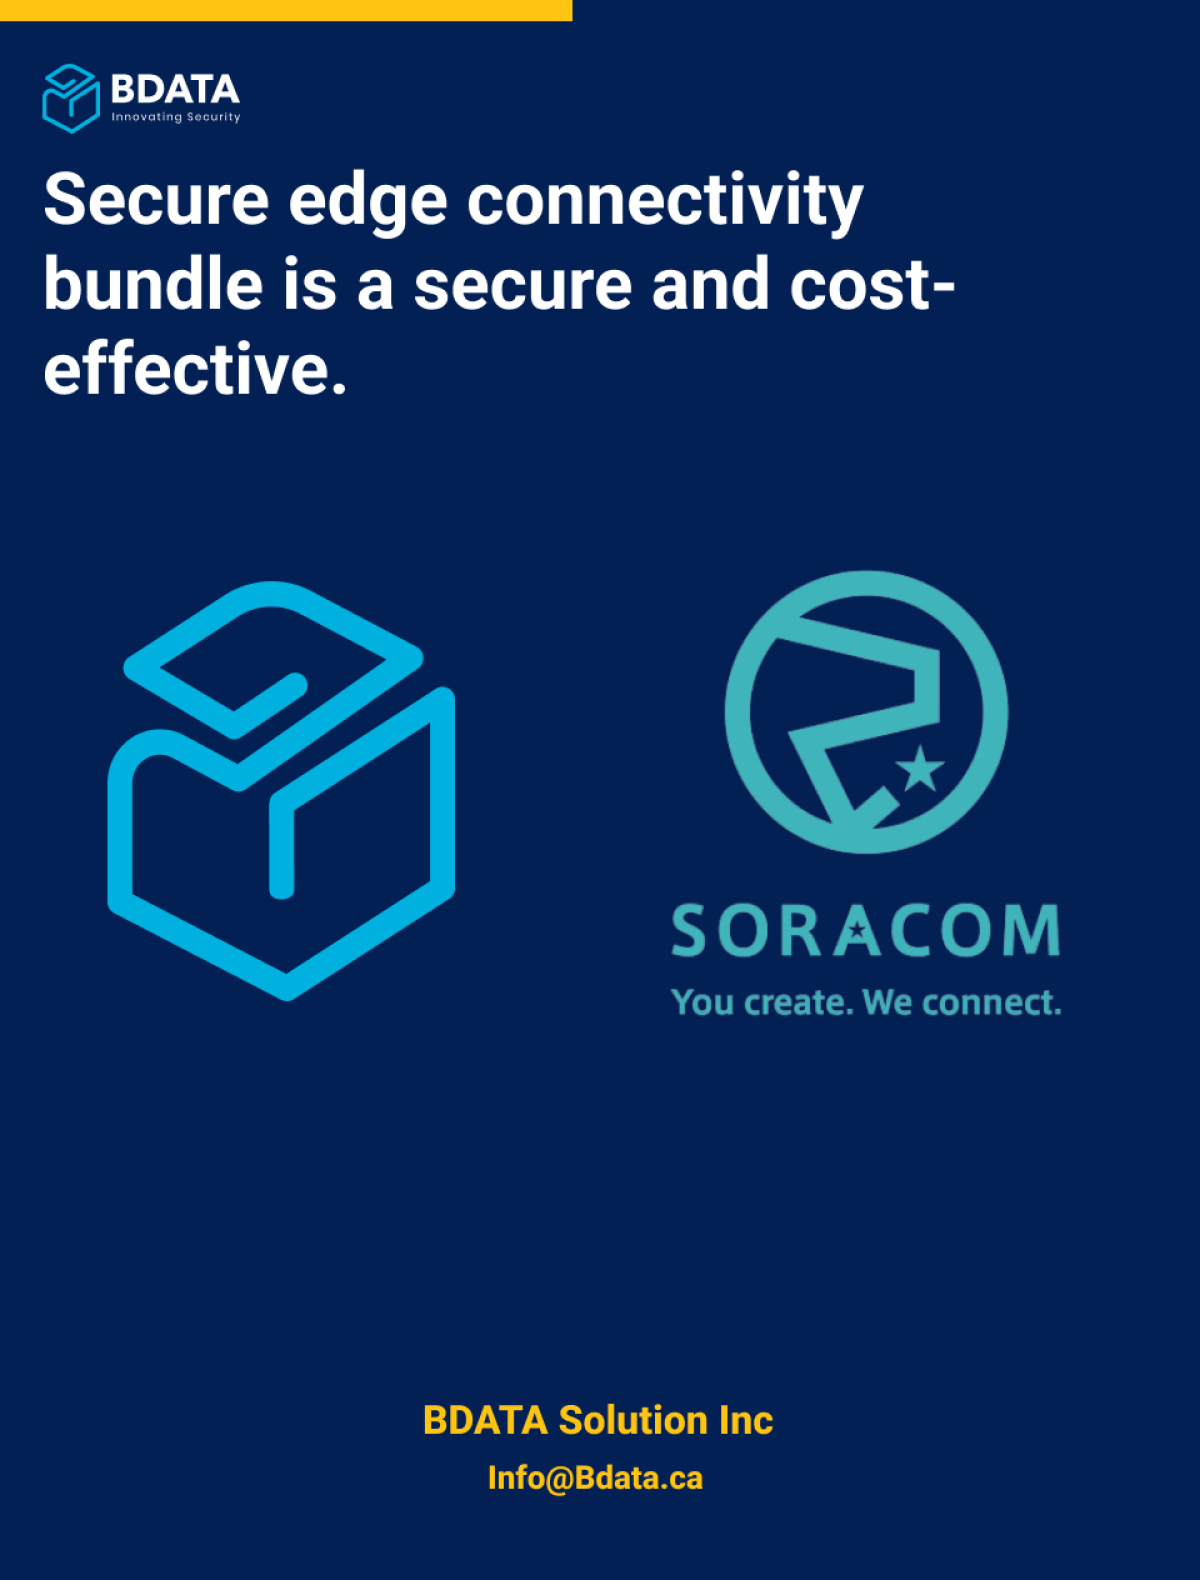 BDATA
Innovating Security
Secure edge connectivity
bundle is a secure and cost-
effective.
SORACOM
You create. We connect.
BDATA Solution Inc
Info@Bdata.ca